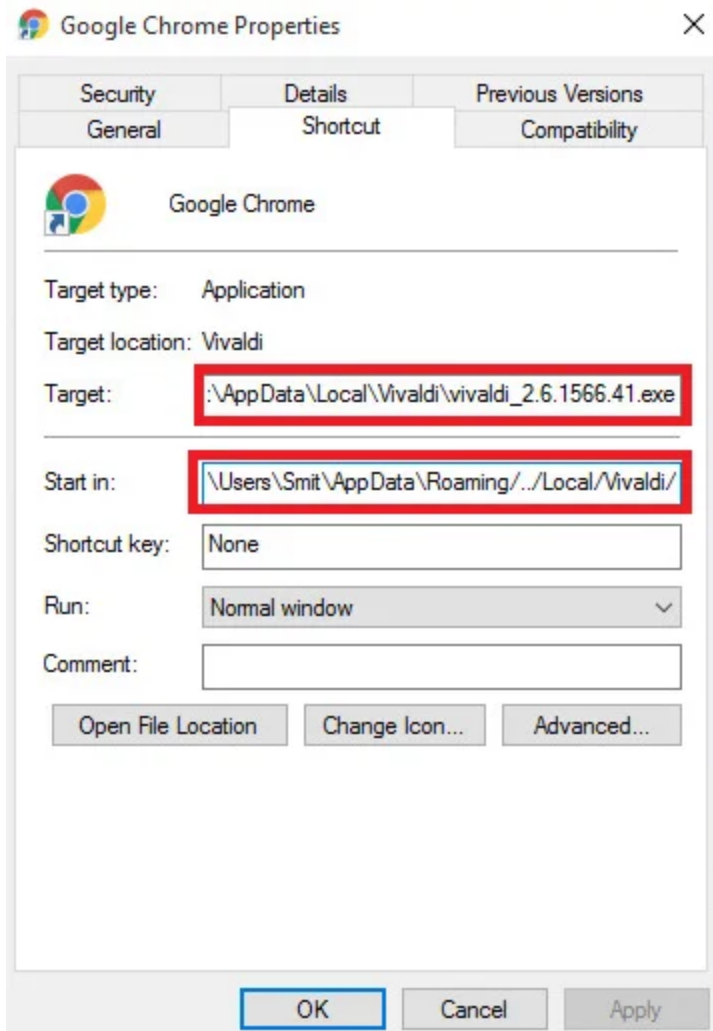 Google Chrome Properties
Security Details Previous Versions
General Shortcut Compatibility
Google Chrome
Target type: Application
Target location: Vivaldi
Target: :\AppData\Local\Vivaldi\vivaldi_2.6.1566.41.exe
Start in: \Users\Smit\AppData\Roaming/../Local/Vivaldi/
Shortcut key: None
Run: Normal window
Comment:
Open File Location Change Icon... Advanced...
OK Cancel Apply